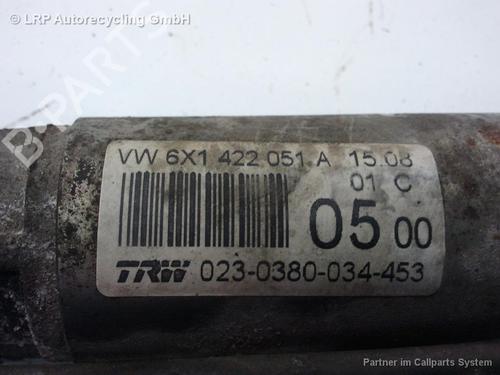 © LRP Autorecycling GmbH
VW 6X1 422 051 A 15.08
01 C
05 00
TRW 023-0380-034-453
B PARTS
Partner im Callparts System